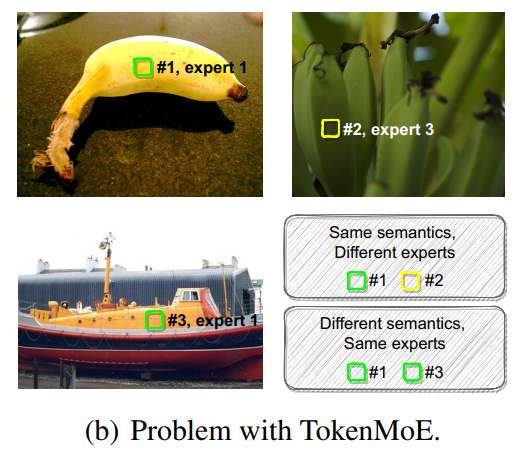 #1, expert 1
#2, expert 3
#3, expert 1
Same semantics,
Different experts
#1 #2
Different semantics,
Same experts
#1 #3
(b) Problem with TokenMoE.